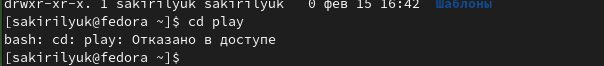 drwxr-xr-x. 1 sakirilyuk sakirilyuk   0 фев 15 16:42  Шаблоны
[sakirilyuk@fedora ~]$ cd play
bash: cd: play: Отказано в доступе
[sakirilyuk@fedora ~]$